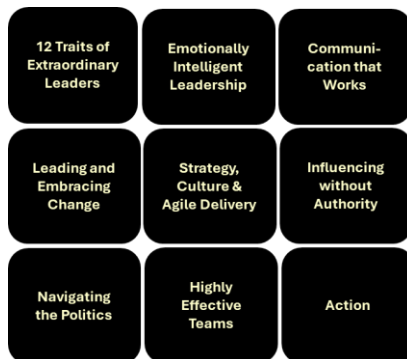 12 Traits of
Extraordinary
Leaders
Emotionally
Intelligent
Leadership
Communi-
cation that
Works
Leading and
Embracing
Change
Strategy,
Culture &
Agile Delivery
Influencing
without
Authority
Navigating
the Politics
Highly
Effective
Teams
Action